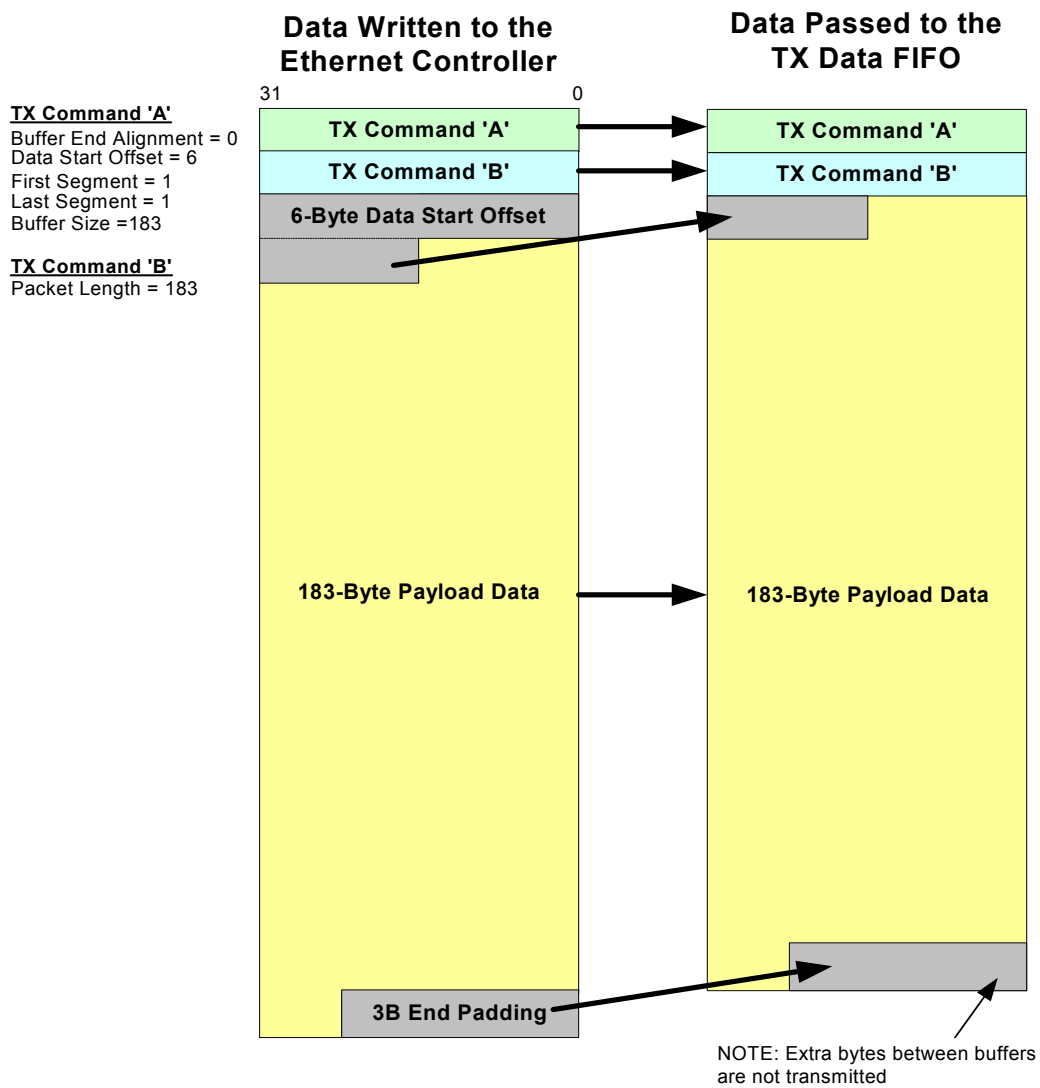 Data Written to the
Ethernet Controller
Data Passed to the
TX Data FIFO
31
0
TX Command 'A'
Buffer End Alignment = 0
Data Start Offset = 6
First Segment = 1
Last Segment = 1
Buffer Size =183
TX Command 'B'
Packet Length = 183
TX Command 'A'
TX Command 'B'
6-Byte Data Start Offset
183-Byte Payload Data
3B End Padding
TX Command 'A'
TX Command 'B'
183-Byte Payload Data
NOTE: Extra bytes between buffers
are not transmitted